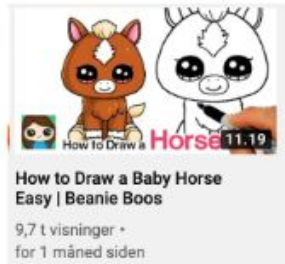 How to Draw a Horse
11.19
How to Draw a Baby Horse
Easy | Beanie Boos
9,7 t visninger •
for 1 måned siden